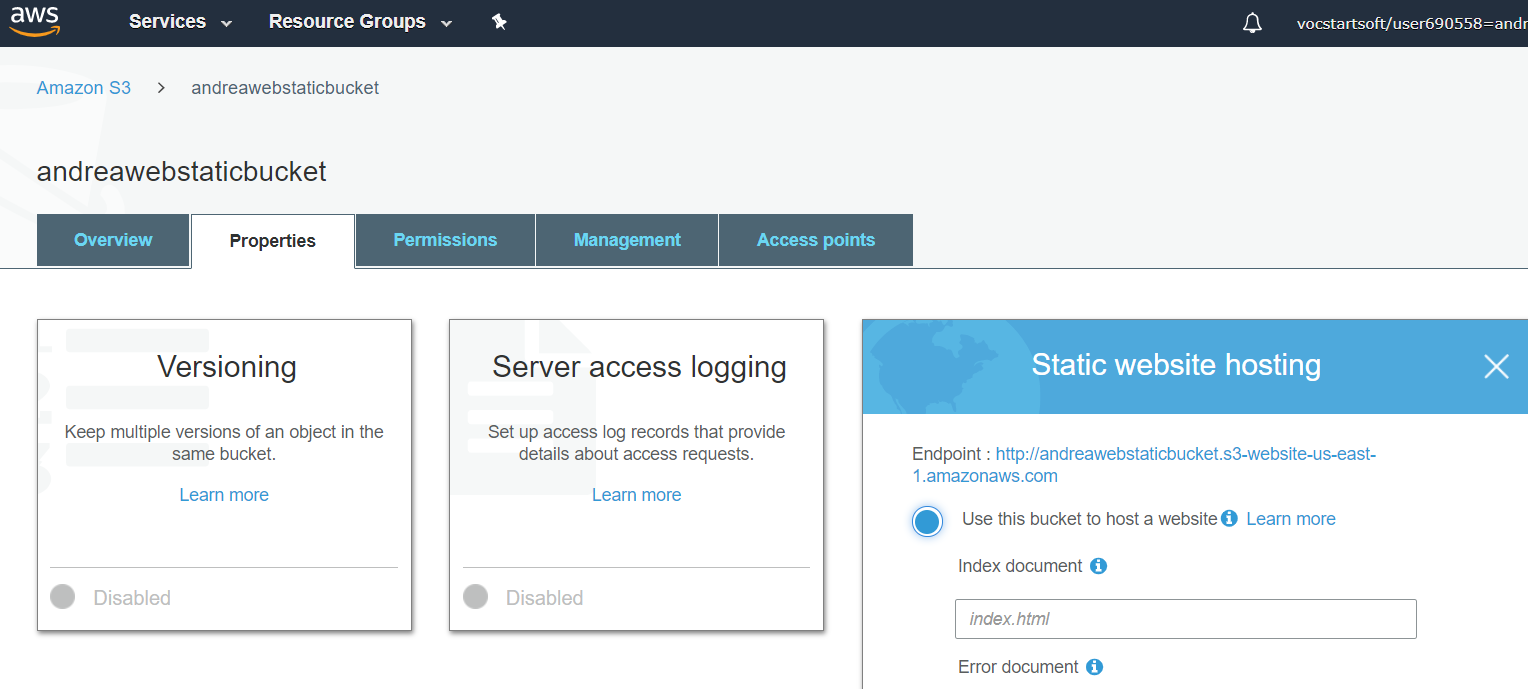 aws Services Resource Groups vocstartsoft/user690558=andr
Amazon S3 > andreawebstaticbucket
andreawebstaticbucket
Overview Properties Permissions Management Access points
Versioning
Keep multiple versions of an object in the
same bucket.
Learn more
Disabled
Server access logging
Set up access log records that provide
details about access requests.
Learn more
Disabled
Static website hosting
Endpoint : http://andreawebstaticbucket.s3-website-us-east-
1.amazonaws.com
Use this bucket to host a website Learn more
Index document
index.html
Error document